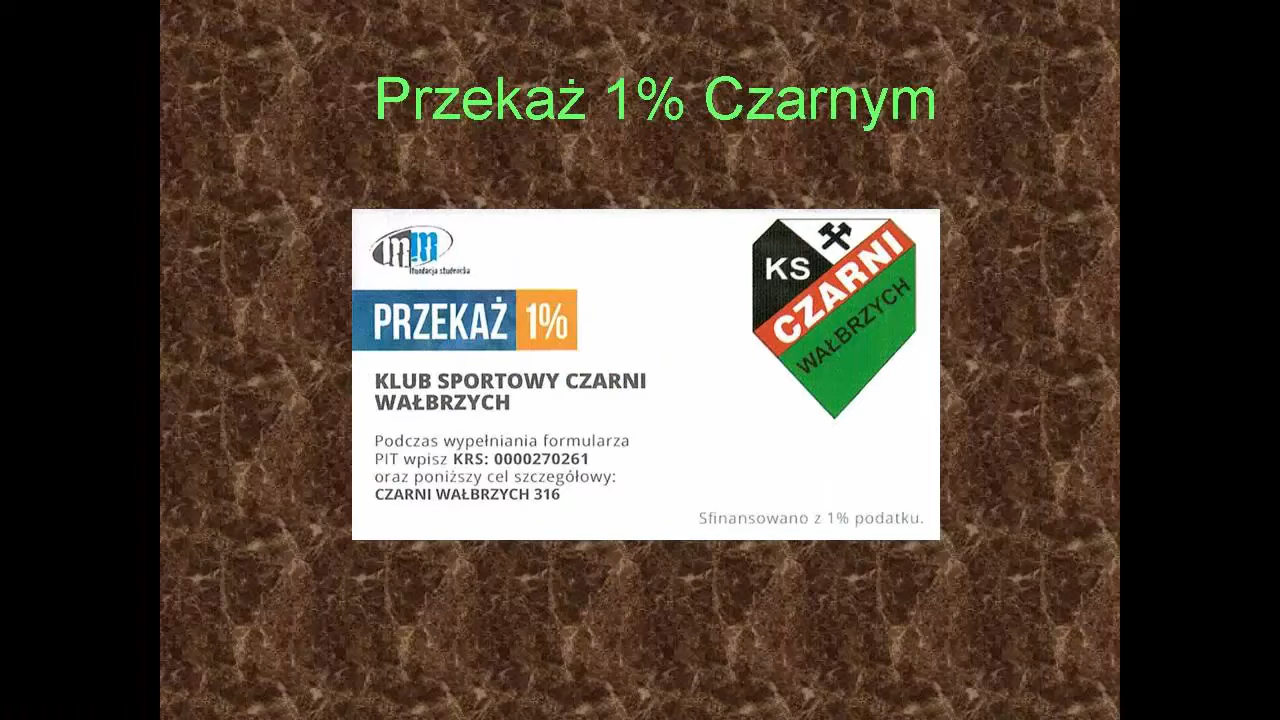 Przekaż 1% Czarnym
fundacja studencka
PRZEKAŻ 1%
KS
CZARNI
WAŁBRZYCH
KLUB SPORTOWY CZARNI
WAŁBRZYCH
Podczas wypełniania formularza
PIT wpisz KRS: 0000270261
oraz poniższy cel szczegółowy:
CZARNI WAŁBRZYCH 316
Sfinansowano z 1% podatku.